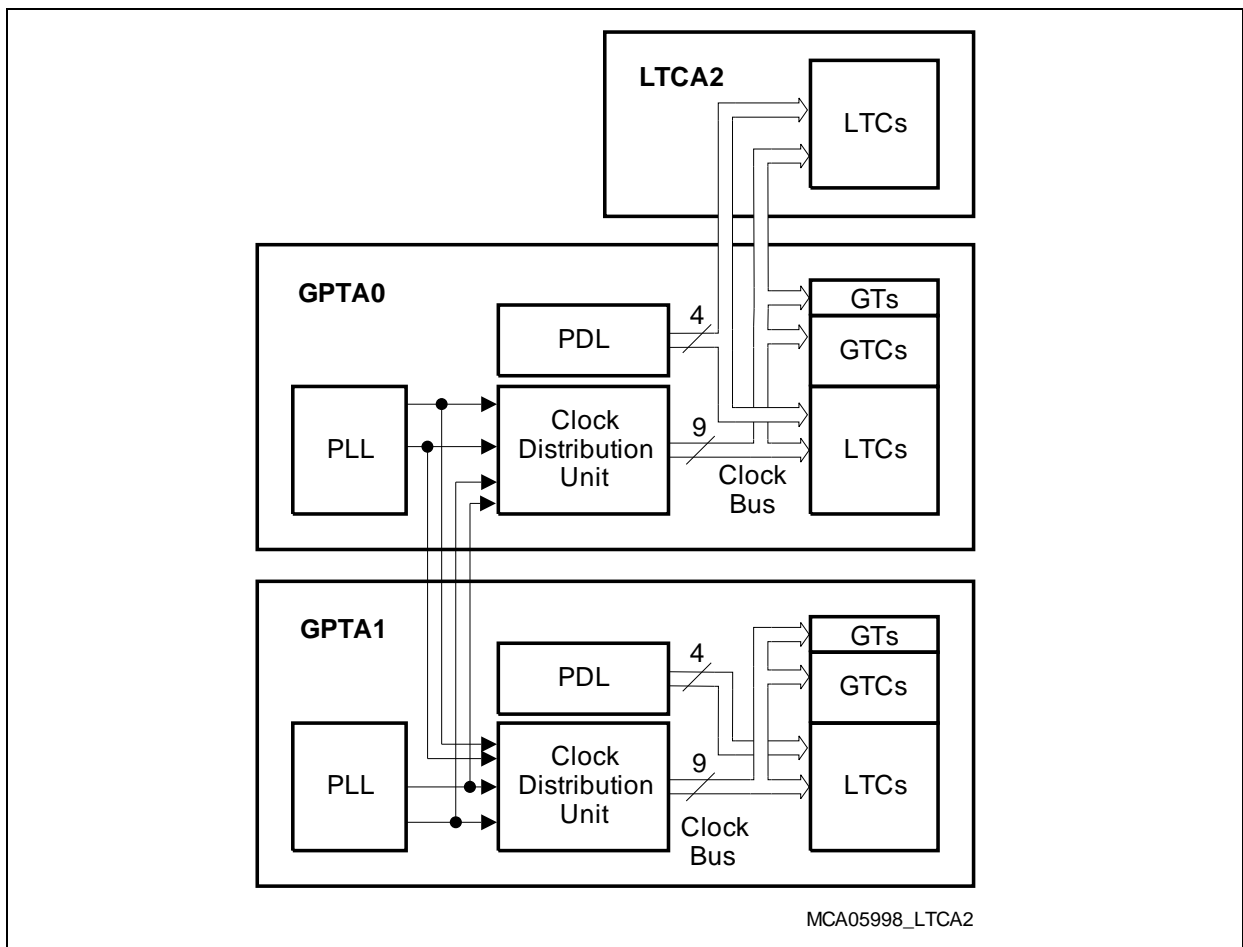 LTCA2
LTCs
GPTA0
PDL
4
GTs
GTCs
PLL
Clock
Distribution
Unit
9
Clock
Bus
LTCs
GPTA1
PDL
4
GTs
GTCs
PLL
Clock
Distribution
Unit
9
Clock
Bus
LTCs
MCA05998_LTCA2